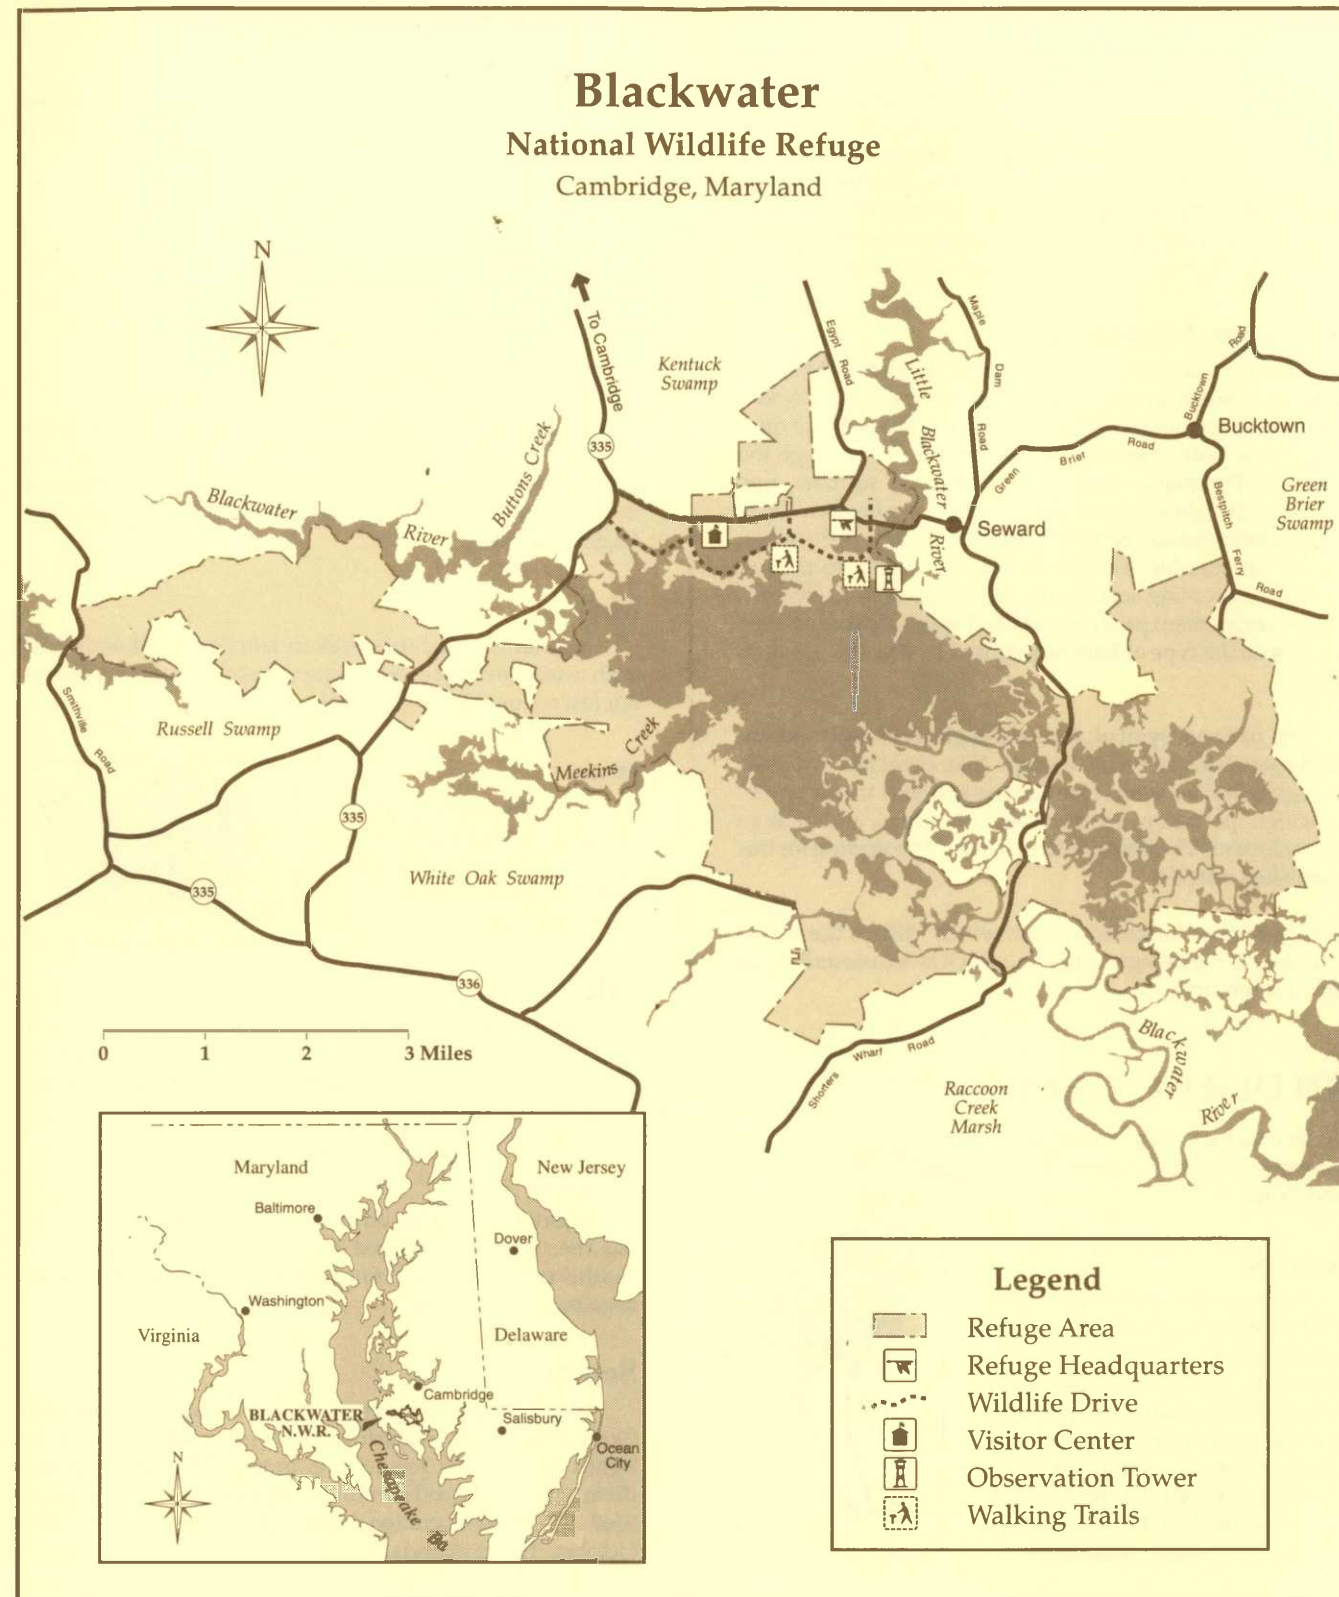 Blackwater
National Wildlife Refuge
Cambridge, Maryland
N
To Cambridge
Kentuck
Swamp
Egypt Road
Little Blackwater River
Maple Dam Road
Bucktown Road
Bucktown
Green Brier Road
Green
Brier
Swamp
Bestpitch Ferry Road
335
Buttons Creek
Blackwater River
Seward
Smithville Road
Russell Swamp
Meekins Creek
335
White Oak Swamp
335
336
0 1 2 3 Miles
Shorters Wharf Road
Raccoon
Creek
Marsh
Blackwater River
Maryland
New Jersey
Baltimore
Dover
Washington
Virginia
Delaware
Cambridge
BLACKWATER
N.W.R.
Salisbury
Ocean
City
Chesapeake Ba
N
Legend
Refuge Area
Refuge Headquarters
Wildlife Drive
Visitor Center
Observation Tower
Walking Trails